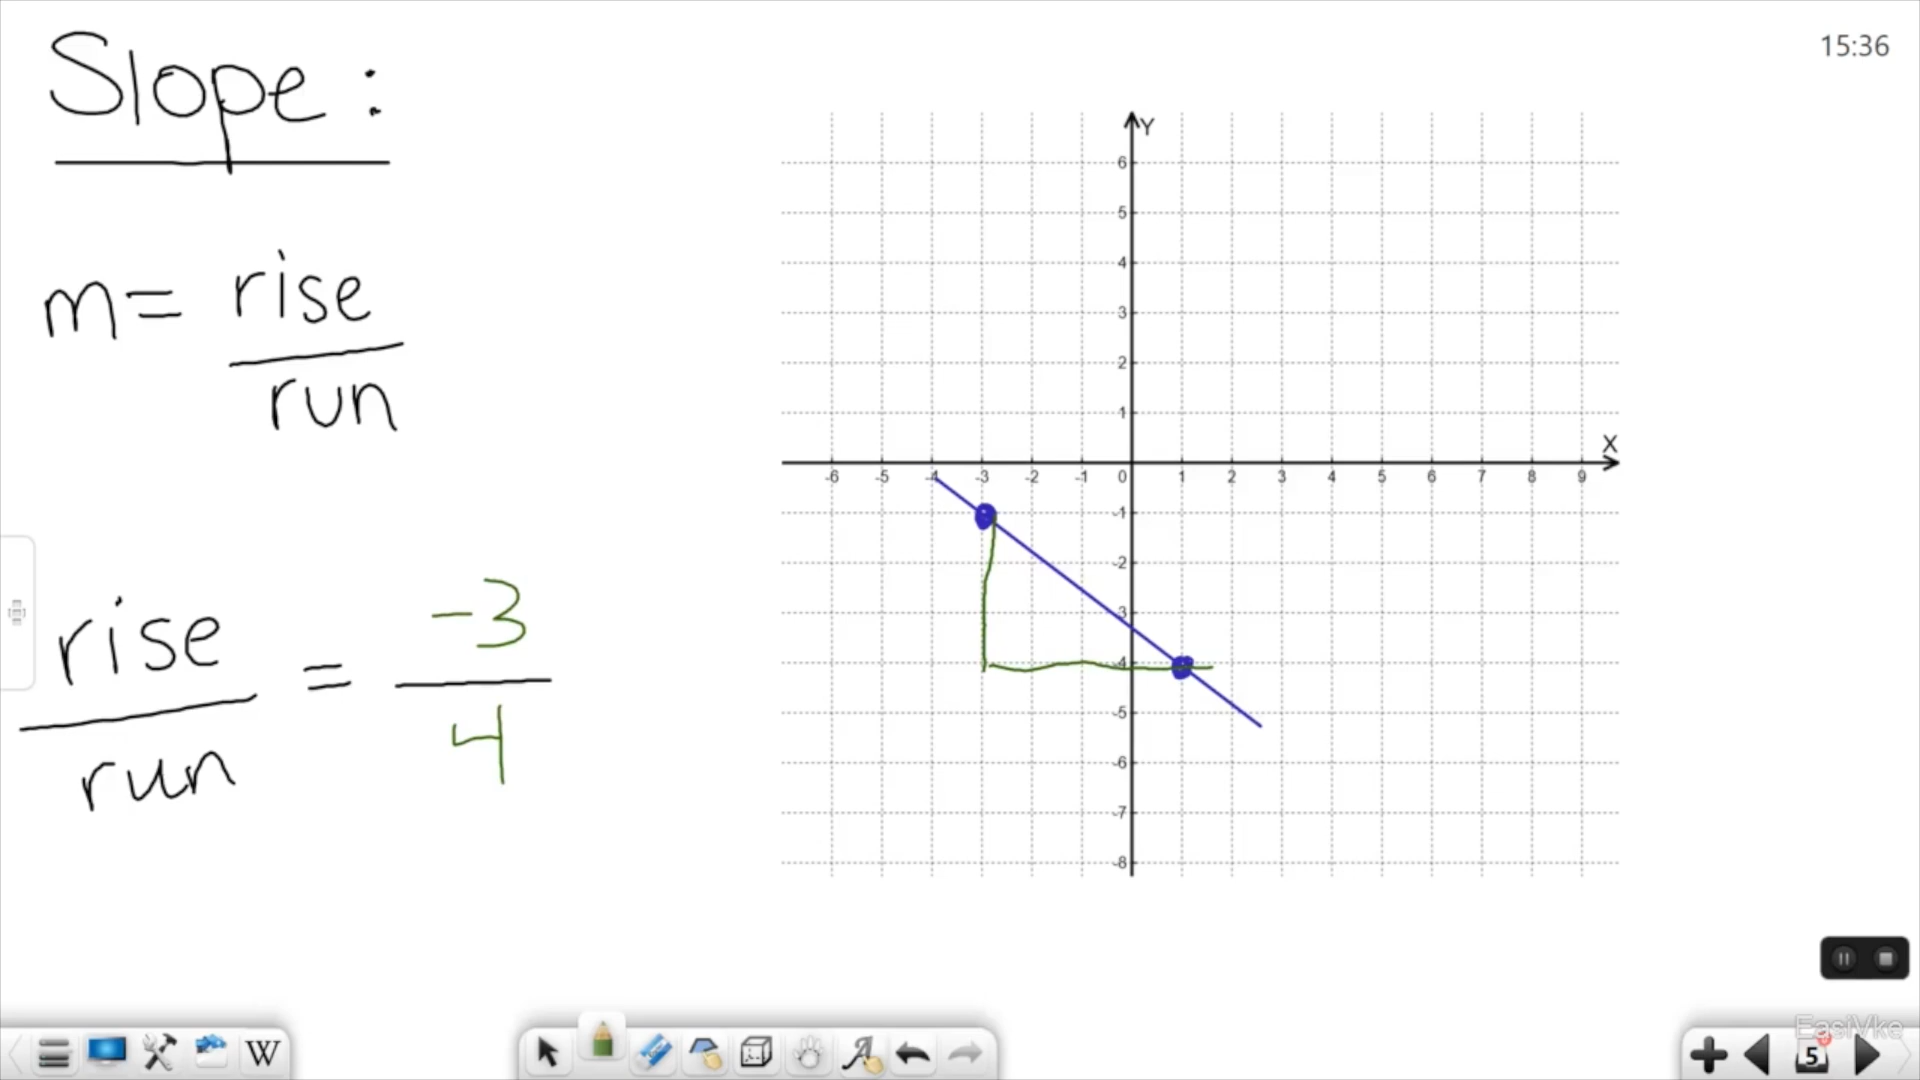 Slope :
15:36
m = rise
run
Y
6
5
4
3
2
1
X
-6 -5 -4 -3 -2 -1 0 1 2 3 4 5 6 7 8 9
-1
-2
-3
-4
-5
-6
-7
-8
rise = -3
run 4
W
5
EasiVke